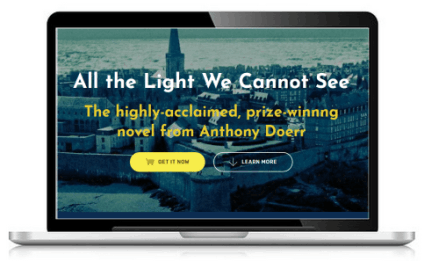 All the Light We Cannot See
The highly-acclaimed, prize-winnng
novel from Anthony Doerr
GET IT NOW
LEARN MORE